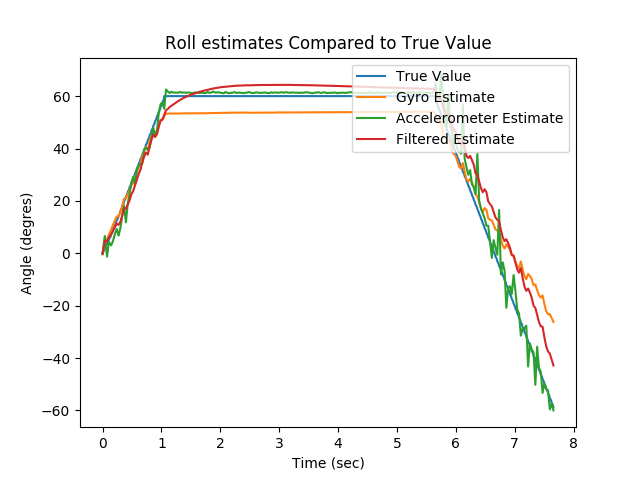 Roll estimates Compared to True Value
True Value
Gyro Estimate
Accelerometer Estimate
Filtered Estimate
Angle (degres)
60
40
20
0
−20
−40
−60
0 1 2 3 4 5 6 7 8
Time (sec)